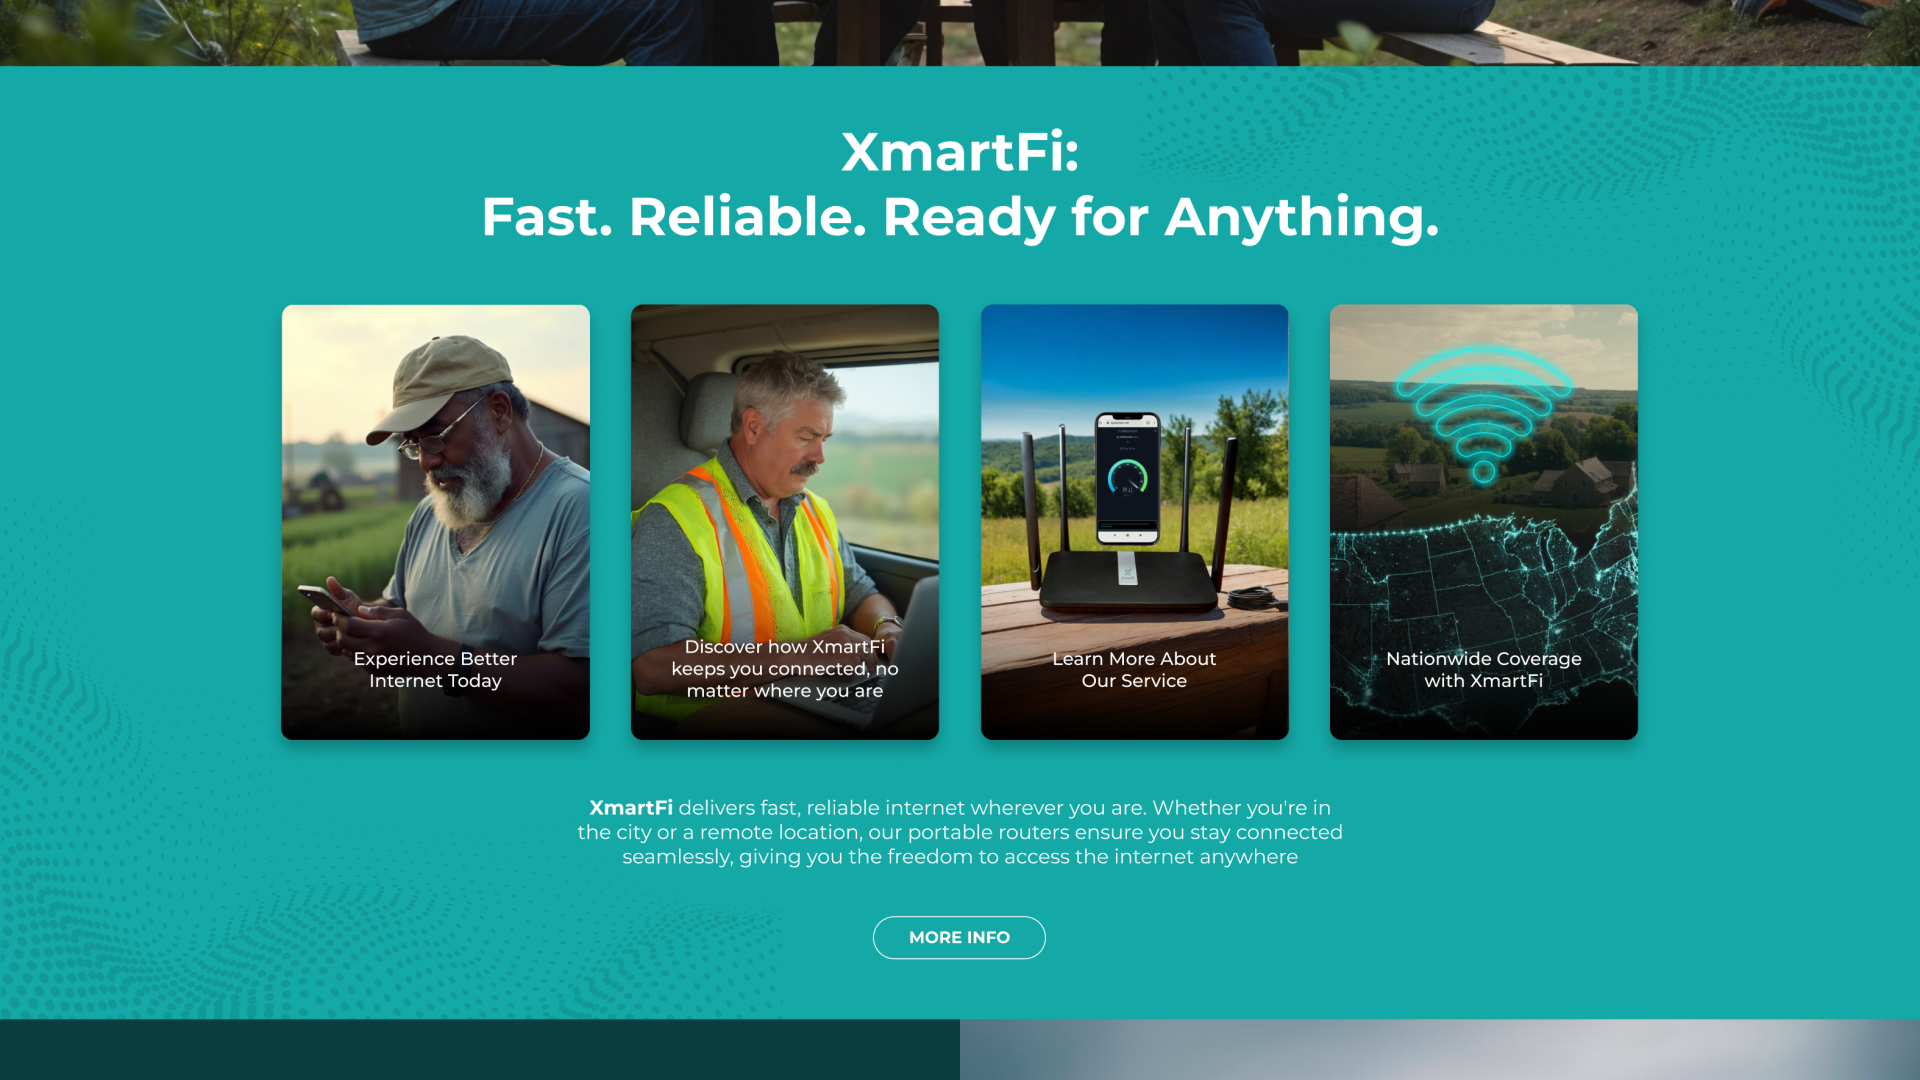 XmartFi:
Fast. Reliable. Ready for Anything.
Experience Better
Internet Today
Discover how XmartFi
keeps you connected, no
matter where you are
Learn More About
Our Service
Nationwide Coverage
with XmartFi
XmartFi delivers fast, reliable internet wherever you are. Whether you're in
the city or a remote location, our portable routers ensure you stay connected
seamlessly, giving you the freedom to access the internet anywhere
MORE INFO